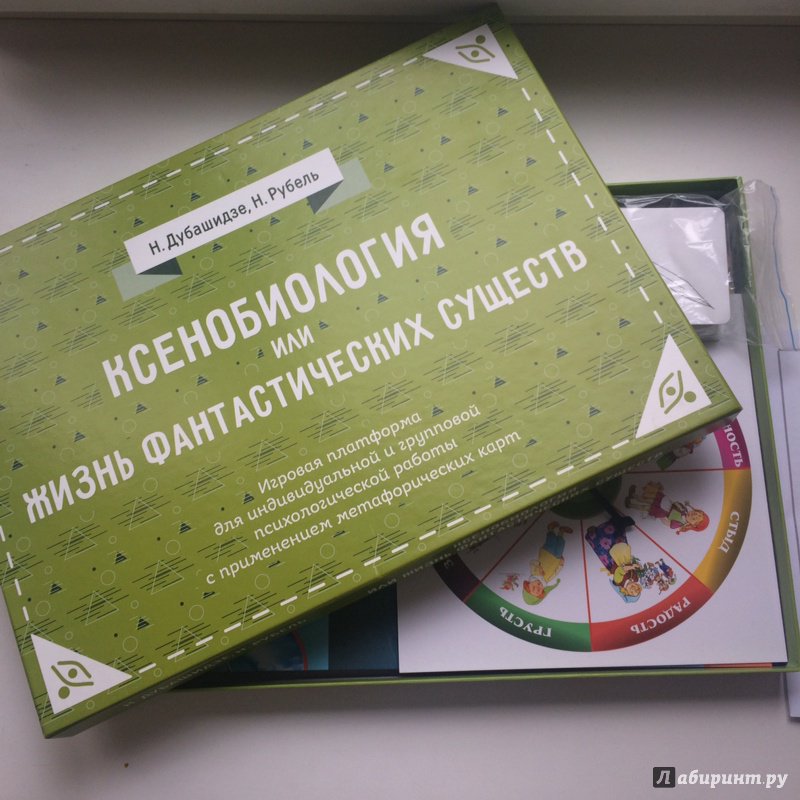 Н. Дубашидзе, Н. Рубель
КСЕНОБИОЛОГИЯ
ИЛИ
ЖИЗНЬ ФАНТАСТИЧЕСКИХ СУЩЕСТВ
Игровая платформа
для индивидуальной и групповой
психологической работы
с применением метафорических карт
СТЫД
РАДОСТЬ
ГРУСТЬ
Лабиринт.ру